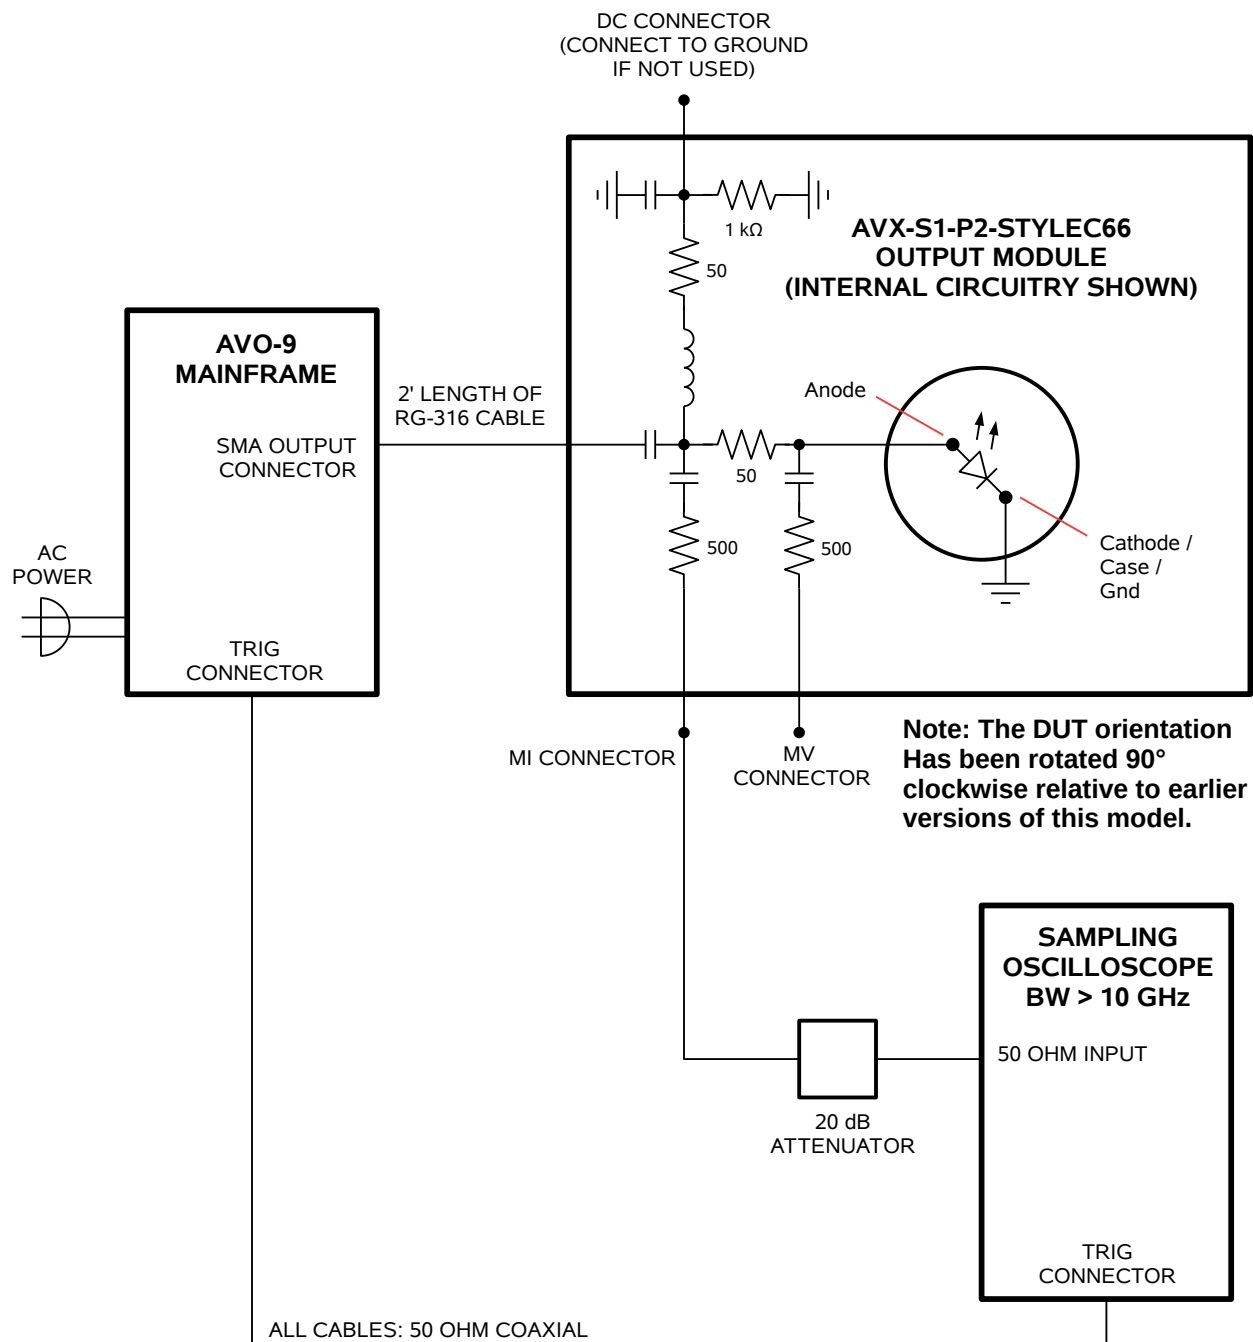 DC CONNECTOR
(CONNECT TO GROUND
IF NOT USED)
1 kΩ
50
AVX-S1-P2-STYLEC66
OUTPUT MODULE
(INTERNAL CIRCUITRY SHOWN)
AVO-9
MAINFRAME
2' LENGTH OF
RG-316 CABLE
SMA OUTPUT
CONNECTOR
Anode
50
500
500
Cathode /
Case /
Gnd
AC
POWER
TRIG
CONNECTOR
MI CONNECTOR
MV
CONNECTOR
Note: The DUT orientation
Has been rotated 90°
clockwise relative to earlier
versions of this model.
SAMPLING
OSCILLOSCOPE
BW > 10 GHz
50 OHM INPUT
20 dB
ATTENUATOR
TRIG
CONNECTOR
ALL CABLES: 50 OHM COAXIAL